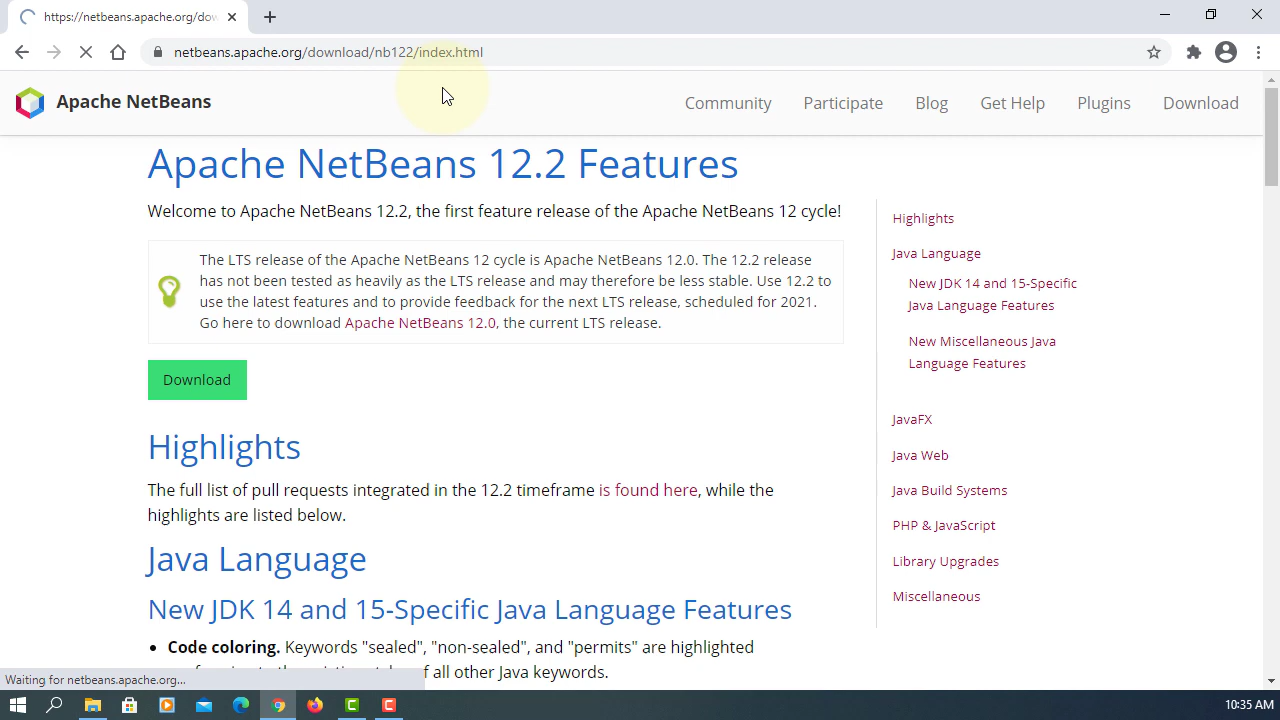 https://netbeans.apache.org/dow
netbeans.apache.org/download/nb122/index.html
Apache NetBeans
Community
Participate
Blog
Get Help
Plugins
Download
Apache NetBeans 12.2 Features
Welcome to Apache NetBeans 12.2, the first feature release of the Apache NetBeans 12 cycle!
The LTS release of the Apache NetBeans 12 cycle is Apache NetBeans 12.0. The 12.2 release
has not been tested as heavily as the LTS release and may therefore be less stable. Use 12.2 to
use the latest features and to provide feedback for the next LTS release, scheduled for 2021.
Go here to download Apache NetBeans 12.0, the current LTS release.
Download
Highlights
The full list of pull requests integrated in the 12.2 timeframe is found here, while the
highlights are listed below.
Java Language
New JDK 14 and 15-Specific Java Language Features
• Code coloring. Keywords "sealed", "non-sealed", and "permits" are highlighted
of all other Java keywords.
Highlights
Java Language
New JDK 14 and 15-Specific
Java Language Features
New Miscellaneous Java
Language Features
JavaFX
Java Web
Java Build Systems
PHP & JavaScript
Library Upgrades
Miscellaneous
Waiting for netbeans.apache.org...
10:35 AM